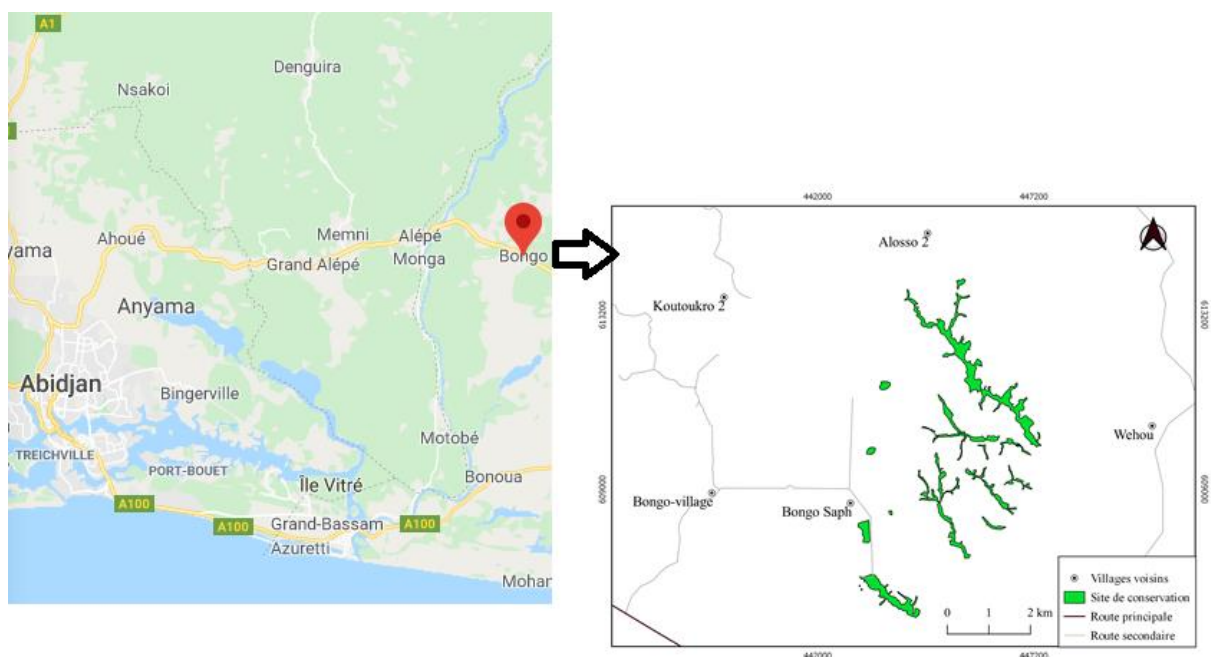 A1
Denguira
Nsakoi
Ahoué
Memni
Alépé
yama
Grand Alépé
Monga
Bongo
Anyama
Abidjan
Bingerville
Motobé
TREICHVILLE
PORT-BOUET
Île Vitré
Bonoua
A100
A100
Grand-Bassam
A100
Azuretti
Mohan
442000
447200
Alosso 2
613200
Koutoukro 2
613200
Wehou
609000
Bongo-village
Bongo Saph
609000
Villages voisins
Site de conservation
Route principale
Route secondaire
0 1 2 km
442000
447200